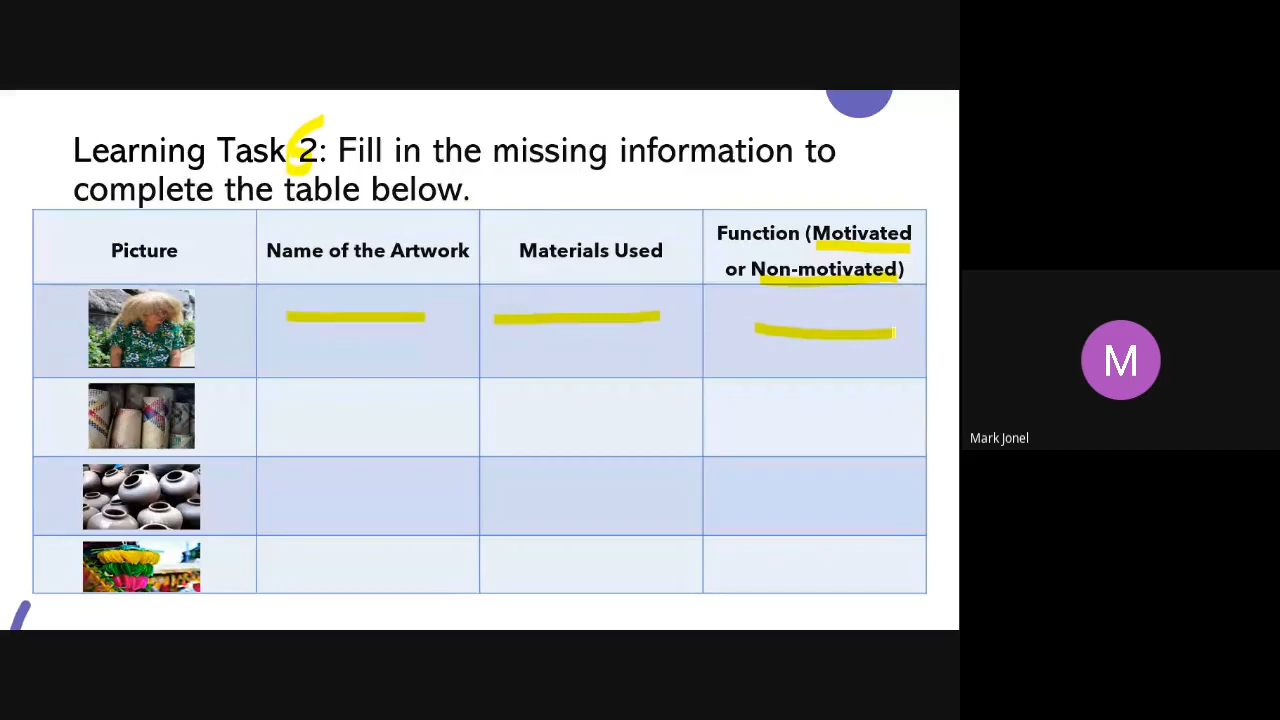 Learning Task 2: Fill in the missing information to
complete the table below.
Picture
Name of the Artwork
Materials Used
Function (Motivated
or Non-motivated)
6
M
Mark Jonel